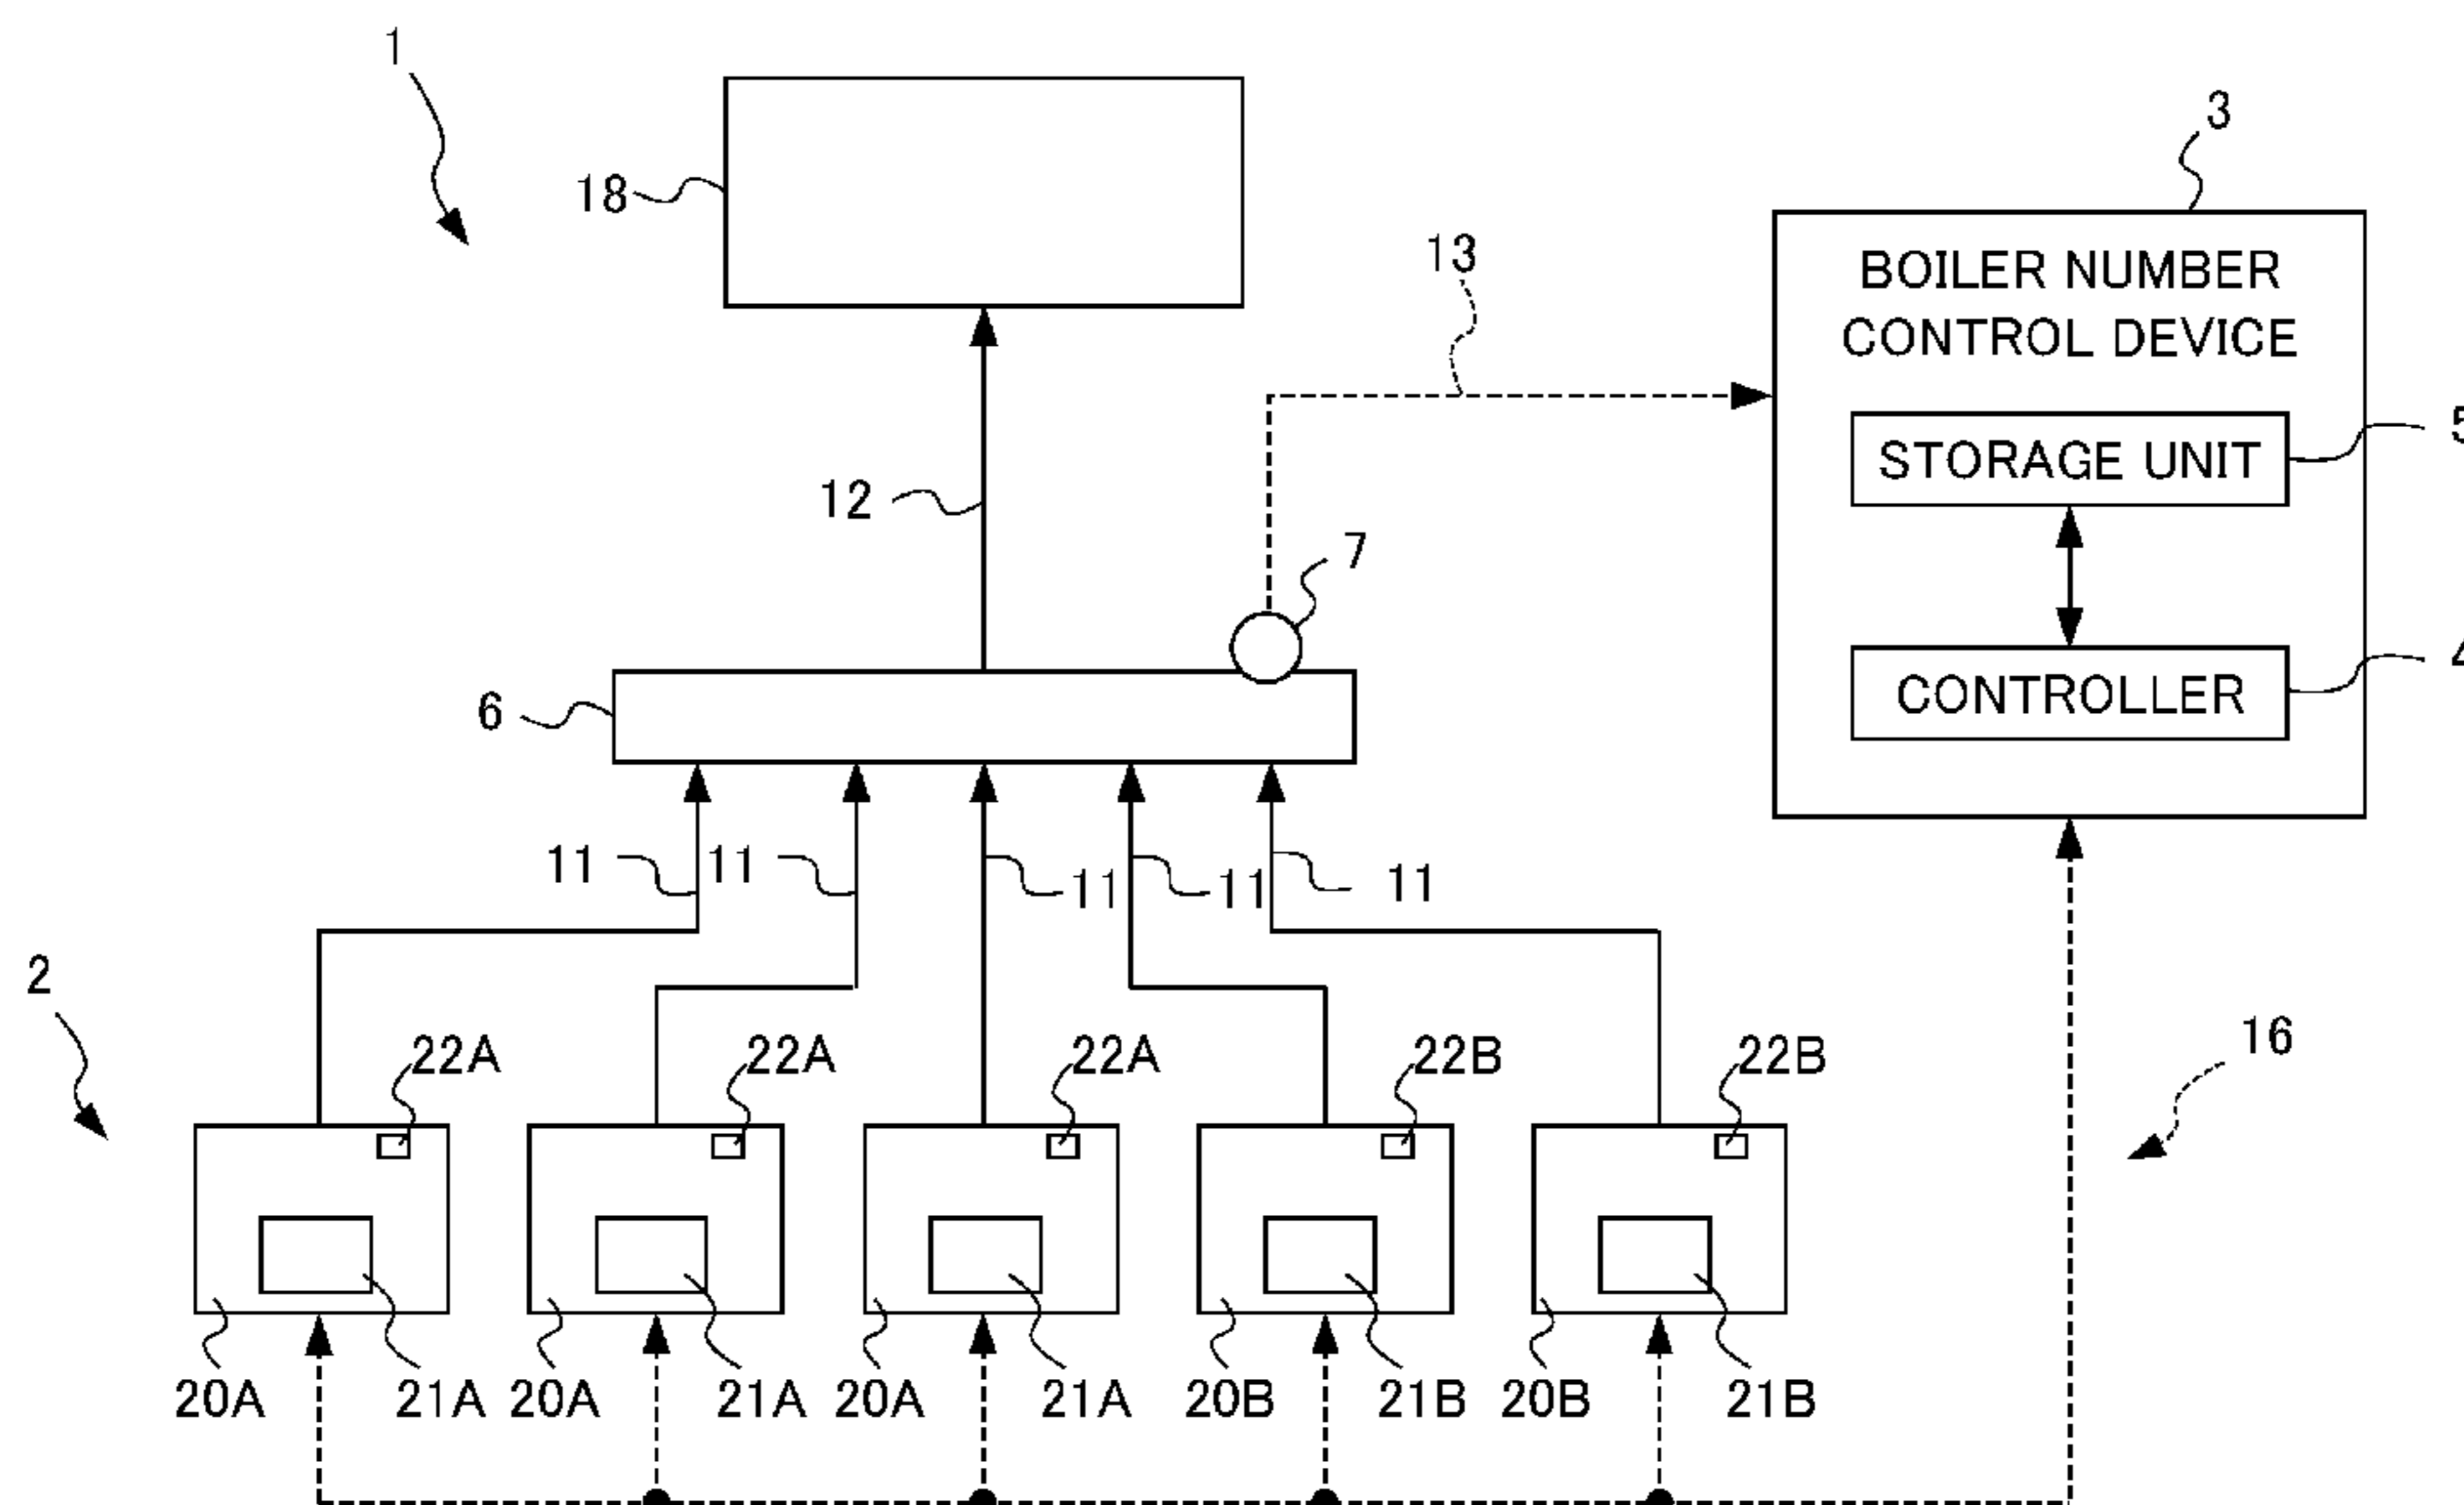 1
3
18
13
BOILER NUMBER
CONTROL DEVICE
STORAGE UNIT
5
12
7
CONTROLLER
4
6
11 11 11 11 11
2
16
22A 22A 22A 22B 22B
20A 21A 20A 21A 20A 21A 20B 21B 20B 21B